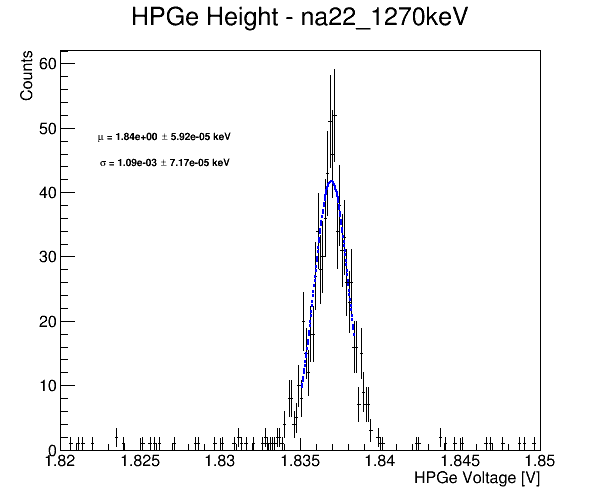 HPGe Height - na22_1270keV
Counts
60
50
μ = 1.84e+00 ± 5.92e-05 keV
σ = 1.09e-03 ± 7.17e-05 keV
40
30
20
10
0
1.82 1.825 1.83 1.835 1.84 1.845 1.85
HPGe Voltage [V]